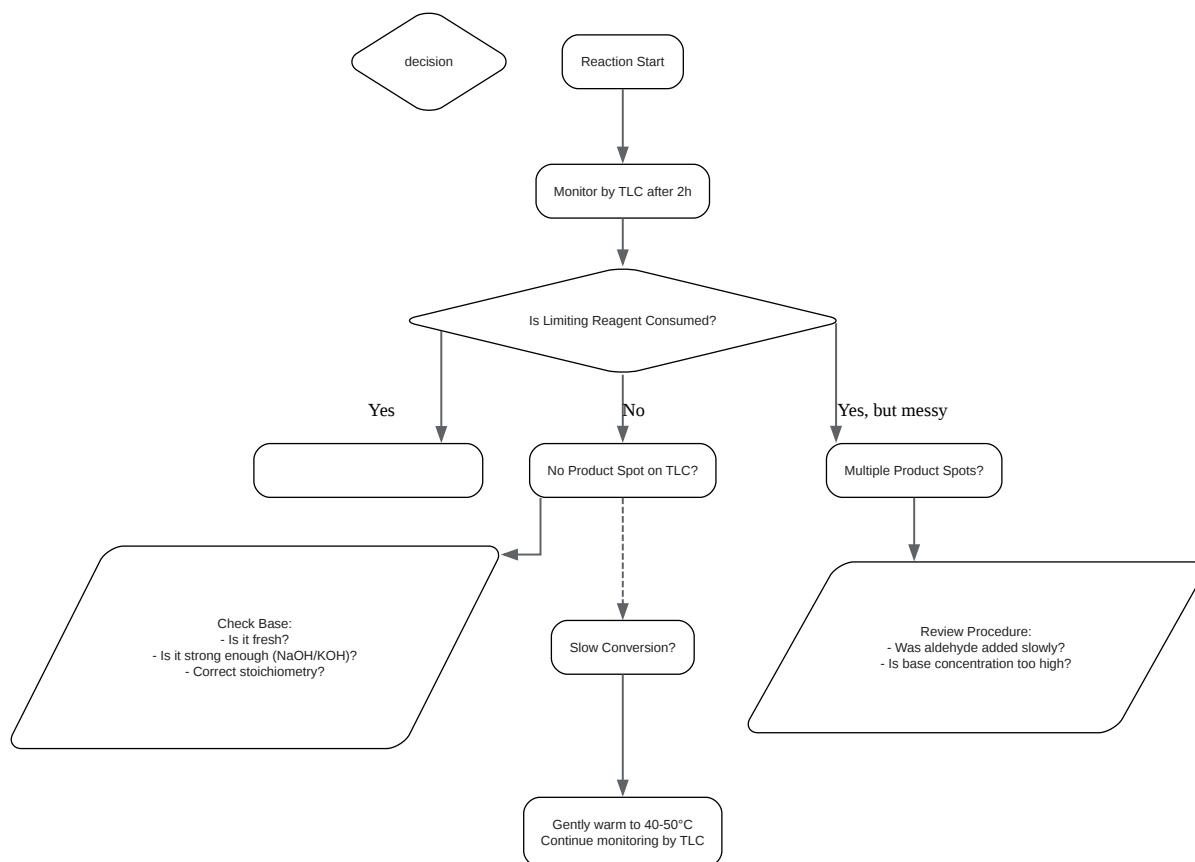 decision
Reaction Start
Monitor by TLC after 2h
Is Limiting Reagent Consumed?
Yes
No
Yes, but messy
No Product Spot on TLC?
Multiple Product Spots?
Check Base:
- Is it fresh?
- Is it strong enough (NaOH/KOH)?
- Correct stoichiometry?
Slow Conversion?
Review Procedure:
- Was aldehyde added slowly?
- Is base concentration too high?
Gently warm to 40-50°C
Continue monitoring by TLC